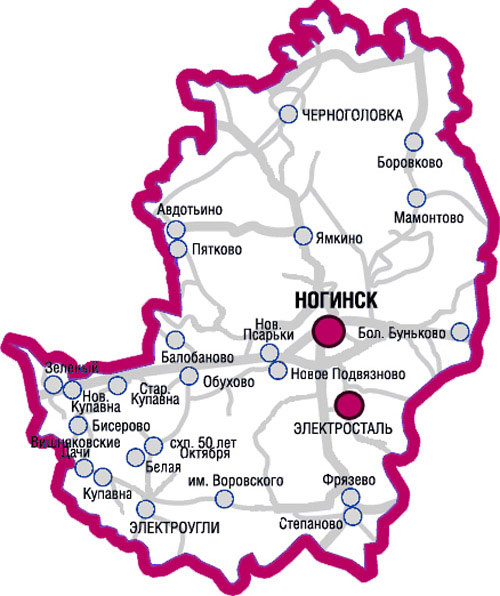 ЧЕРНОГОЛОВКА
Боровково
Мамонтово
Авдотьино
Пятково
Ямкино
НОГИНСК
Нов.
Псарьки
Бол. Буньково
Балобаново
Зеленый
Обухово
Новое Подвязново
Нов.
Купавна
Стар.
Купавна
Бисерово
ЭЛЕКТРОСТАЛЬ
Вишняковские
Дачи
схп. 50 лет
Октября
Белая
Купавна
им. Воровского
Фрязево
ЭЛЕКТРОУГЛИ
Степаново